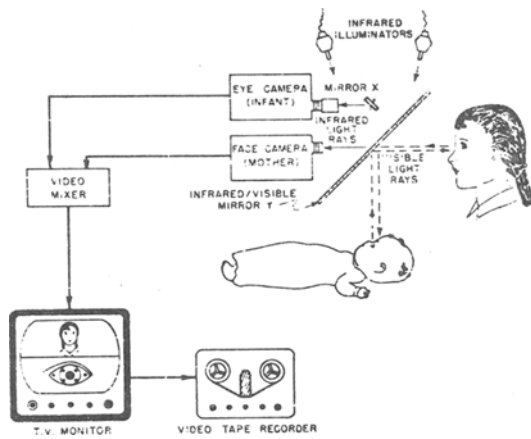 INFRARED
ILLUMINATORS
EYE CAMERA
(INFANT)
MIRROR X
INFRARED
LIGHT
RAYS
FACE CAMERA
(MOTHER)
VISIBLE
LIGHT
RAYS
VIDEO
MIXER
INFRARED/VISIBLE
MIRROR Y
T.V. MONITOR
VIDEO TAPE RECORDER